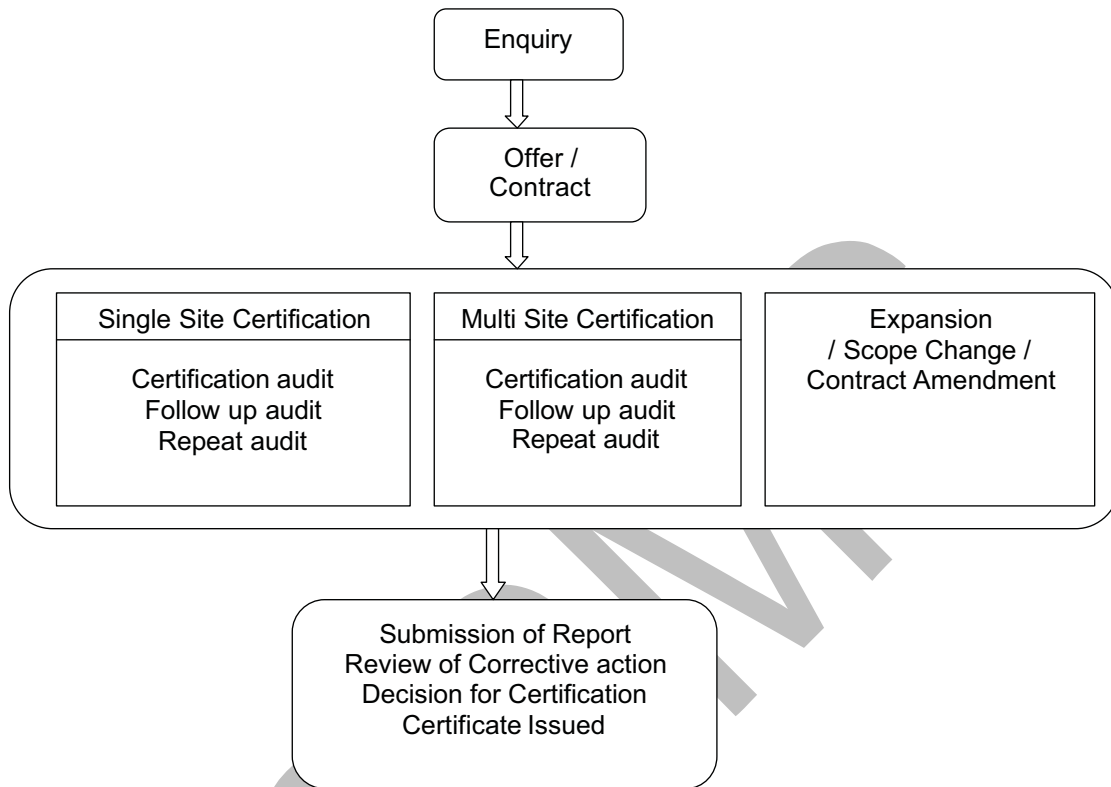 Enquiry
Offer /
Contract
Single Site Certification
Certification audit
Follow up audit
Repeat audit
Multi Site Certification
Certification audit
Follow up audit
Repeat audit
Expansion
/ Scope Change /
Contract Amendment
Submission of Report
Review of Corrective action
Decision for Certification
Certificate Issued